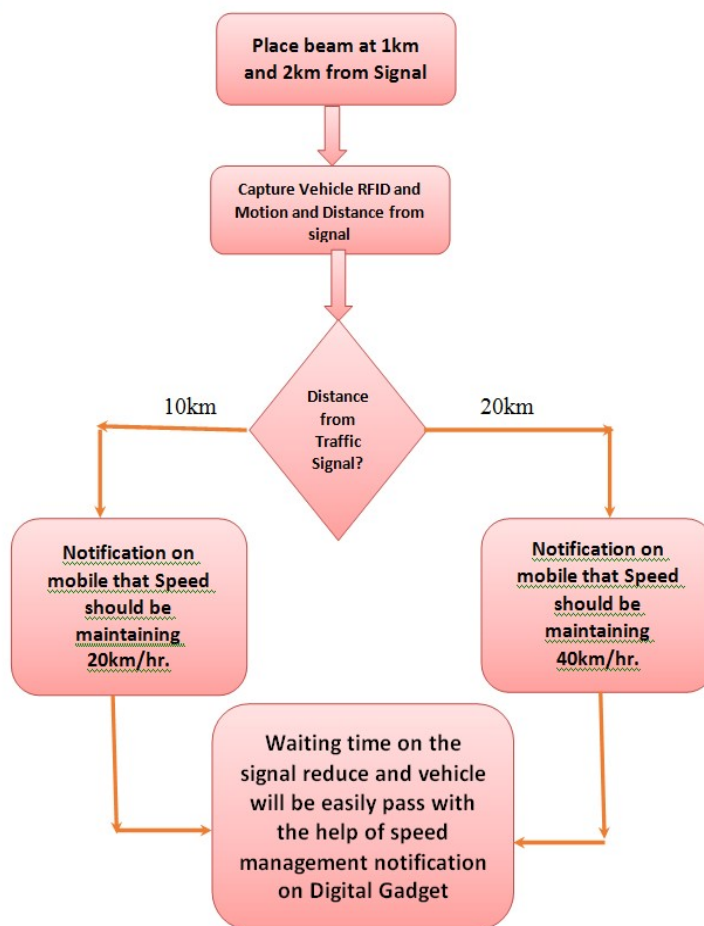 Place beam at 1km
and 2km from Signal
Capture Vehicle RFID and
Motion and Distance from
signal
Distance
from
Traffic
Signal?
10km
20km
Notification on
mobile that Speed
should be
maintaining
20km/hr.
Notification on
mobile that Speed
should be
maintaining
40km/hr.
Waiting time on the
signal reduce and vehicle
will be easily pass with
the help of speed
management notification
on Digital Gadget